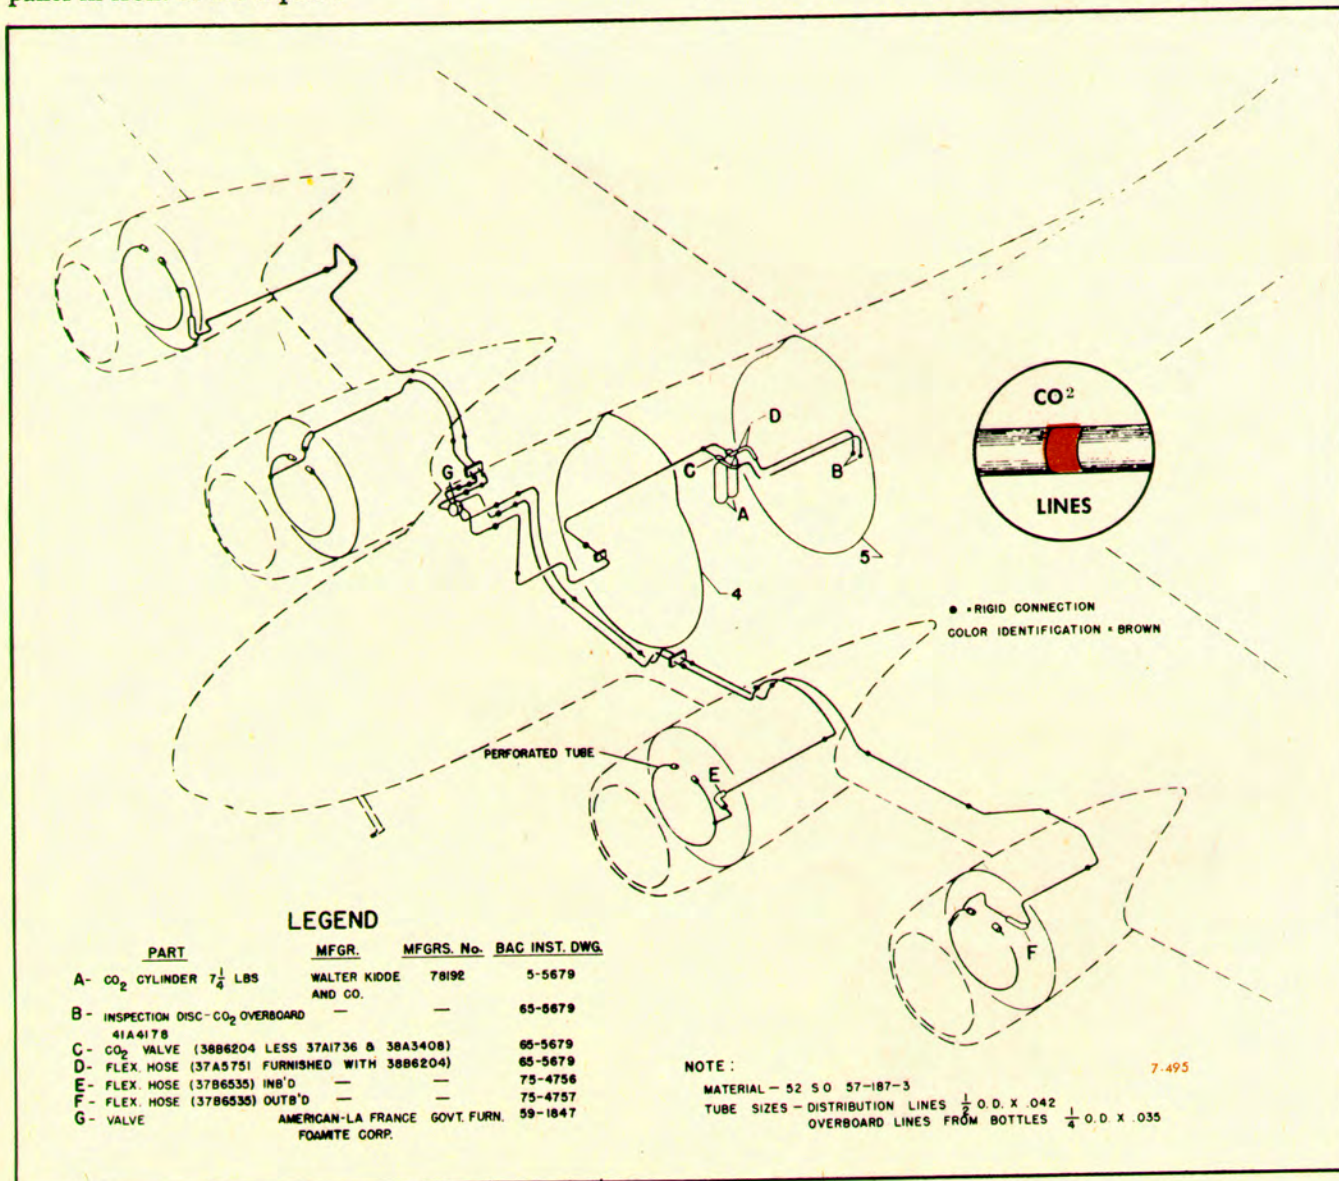 D
C
B
A
G
5
4
CO²
LINES
● = RIGID CONNECTION
COLOR IDENTIFICATION = BROWN
PERFORATED TUBE
E
F
LEGEND
PART MFGR. MFGRS. No. BAC INST. DWG.
A- CO₂ CYLINDER 7 1/4 LBS WALTER KIDDE 78192 5-5679
AND CO.
B- INSPECTION DISC-CO₂ OVERBOARD — — 65-5679
41A4178
C- CO₂ VALVE (38B6204 LESS 37A1736 & 38A3408) 65-5679
D- FLEX. HOSE (37A5751 FURNISHED WITH 38B6204) 65-5679
E- FLEX. HOSE (37B6535) INB'D — — 75-4756
F- FLEX. HOSE (37B6535) OUTB'D — — 75-4757
G- VALVE AMERICAN-LA FRANCE GOVT. FURN. 59-1847
FOAMITE CORP.
NOTE:
MATERIAL — 52 S O 57-187-3
TUBE SIZES — DISTRIBUTION LINES 1/2 O.D. X .042
OVERBOARD LINES FROM BOTTLES 1/4 O.D. X .035
7-495